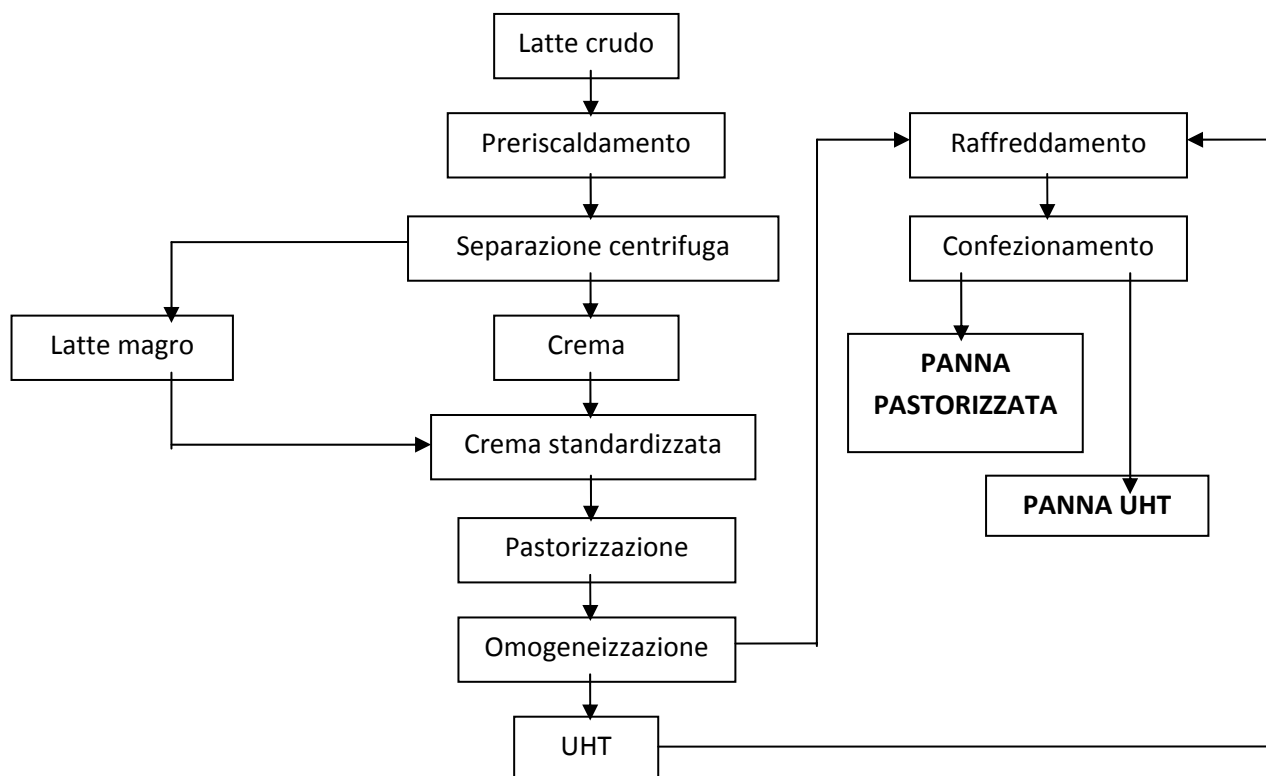 Latte crudo
Preriscaldamento
Separazione centrifuga
Latte magro
Crema
Crema standardizzata
Pastorizzazione
Omogeneizzazione
UHT
Raffreddamento
Confezionamento
PANNA
PASTORIZZATA
PANNA UHT